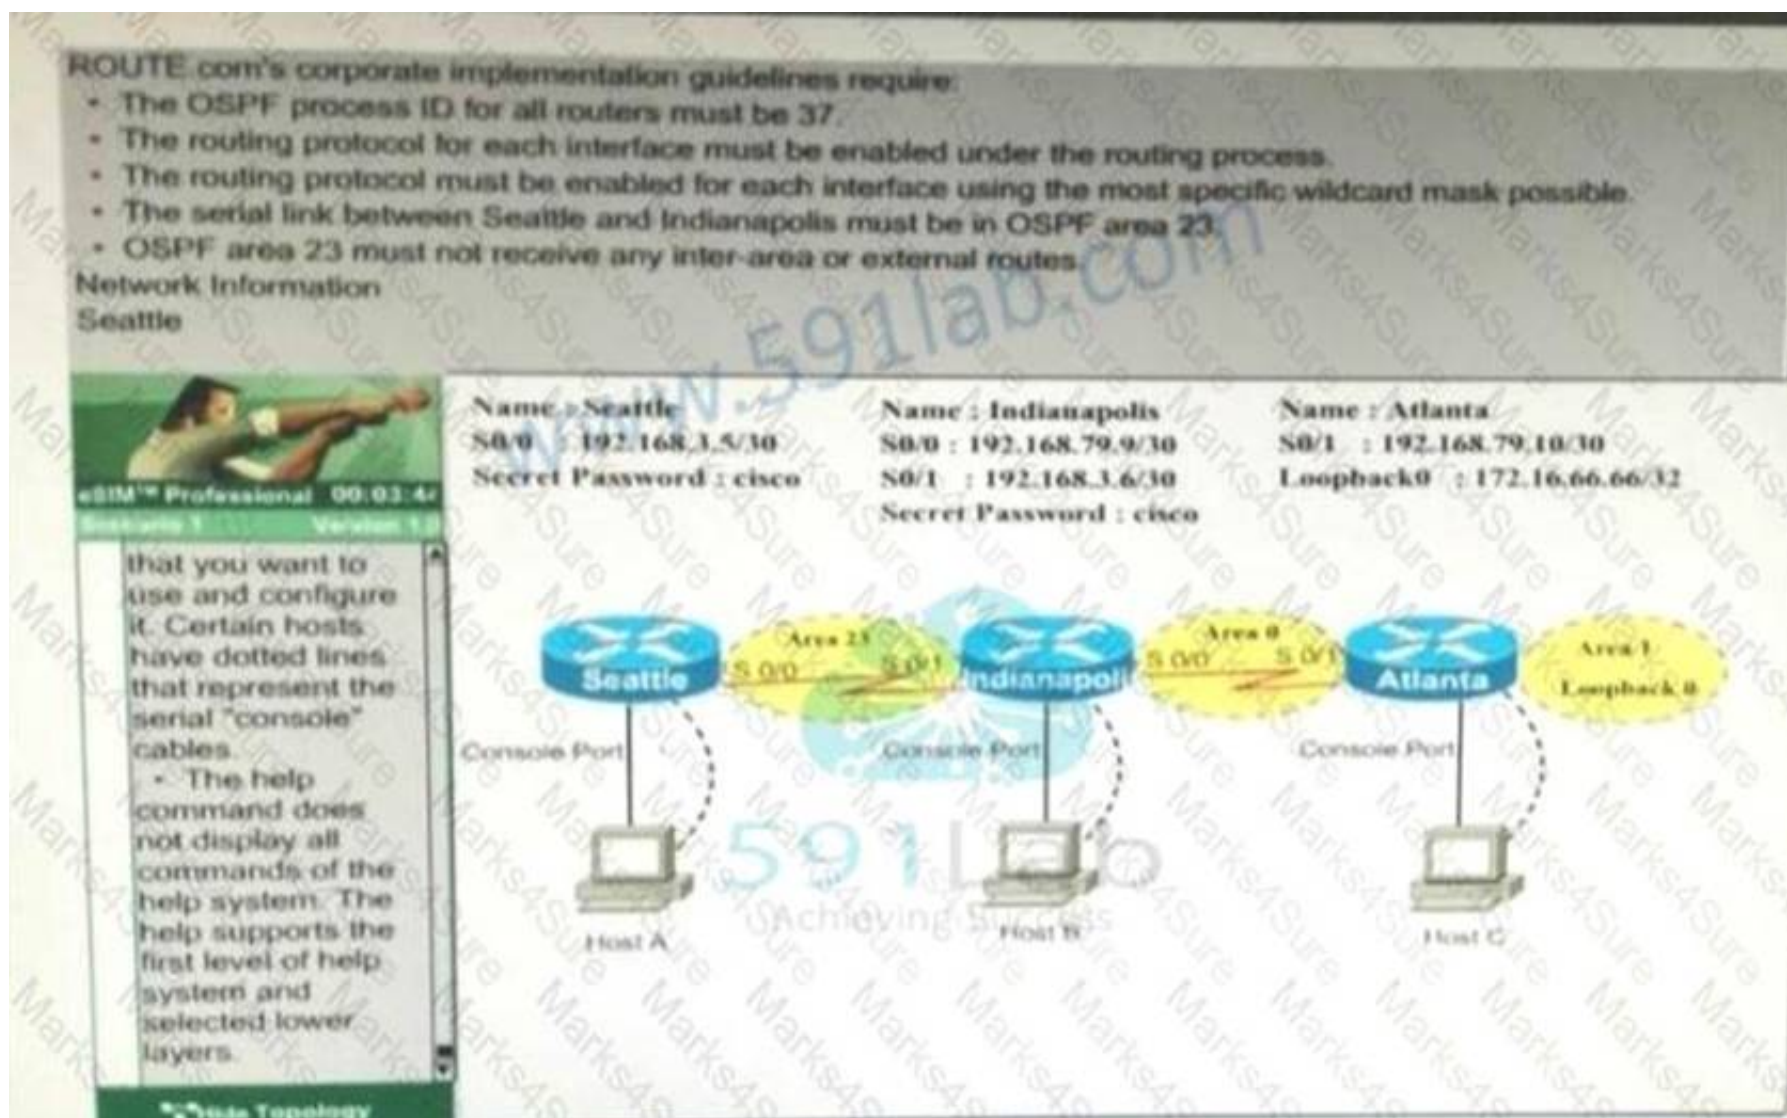 ROUTE.com's corporate implementation guidelines require:
• The OSPF process ID for all routers must be 37.
• The routing protocol for each interface must be enabled under the routing process.
• The routing protocol must be enabled for each interface using the most specific wildcard mask possible.
• The serial link between Seattle and Indianapolis must be in OSPF area 23.
• OSPF area 23 must not receive any inter-area or external routes.
Network Information
Seattle
www.591lab.com
eSIM™ Professional 00:03:4
Scenario 1 Version 1.0
that you want to
use and configure
it. Certain hosts
have dotted lines
that represent the
serial "console"
cables.
• The help
command does
not display all
commands of the
help system. The
help supports the
first level of help
system and
selected lower
layers.
Hide Topology
Name : Seattle
S0/0 : 192.168.3.5/30
Secret Password : cisco
Name : Indianapolis
S0/0 : 192.168.79.9/30
S0/1 : 192.168.3.6/30
Secret Password : cisco
Name : Atlanta
S0/1 : 192.168.79.10/30
Loopback0 : 172.16.66.66/32
Area 23
Area 0
Area 1
S 0/0
S 0/1
S 0/0
S 0/1
Loopback 0
Seattle
Indianapoli
Atlanta
Console Port
Console Port
Console Port
591Lab
Achieving Success
Host A
Host B
Host C
Marks4Sure